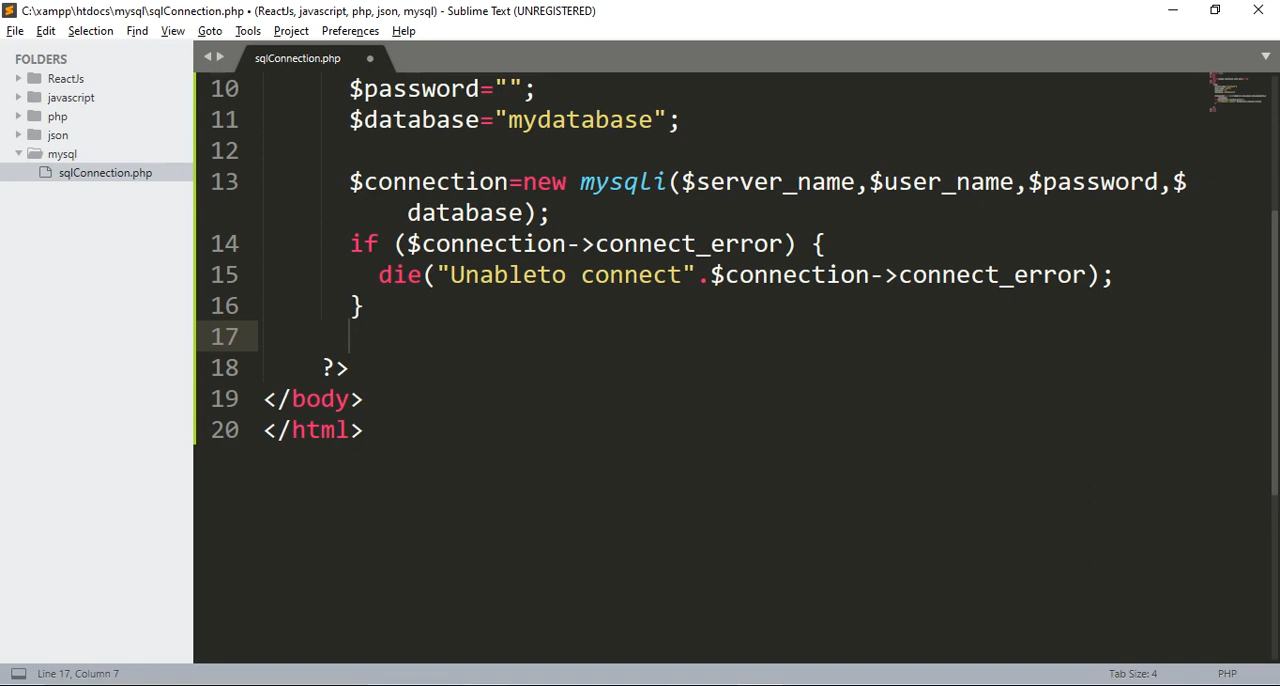 C:\xampp\htdocs\mysql\sqlConnection.php • (ReactJs, javascript, php, json, mysql) - Sublime Text (UNREGISTERED)
File Edit Selection Find View Goto Tools Project Preferences Help
FOLDERS
ReactJs
javascript
php
json
mysql
sqlConnection.php
sqlConnection.php
10 $password="";
11 $database="mydatabase";
12
13 $connection=new mysqli($server_name,$user_name,$password,$
database);
14 if ($connection->connect_error) {
15 die("Unableto connect".$connection->connect_error);
16 }
17
18 ?>
19 </body>
20 </html>
Line 17, Column 7
Tab Size: 4
PHP